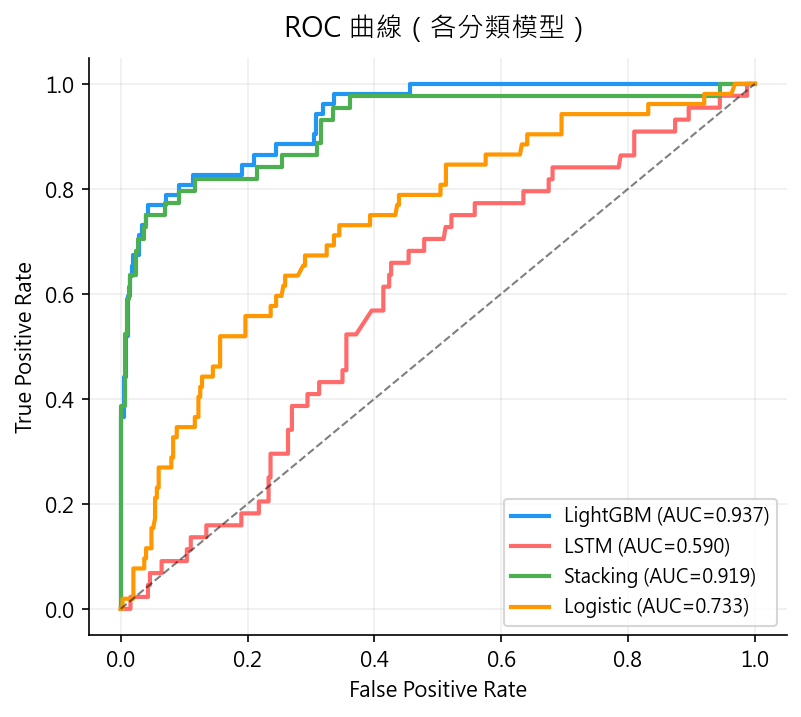 ROC 曲線（各分類模型）
True Positive Rate
1.0
0.8
0.6
0.4
0.2
0.0
LightGBM (AUC=0.937)
LSTM (AUC=0.590)
Stacking (AUC=0.919)
Logistic (AUC=0.733)
0.0 0.2 0.4 0.6 0.8 1.0
False Positive Rate